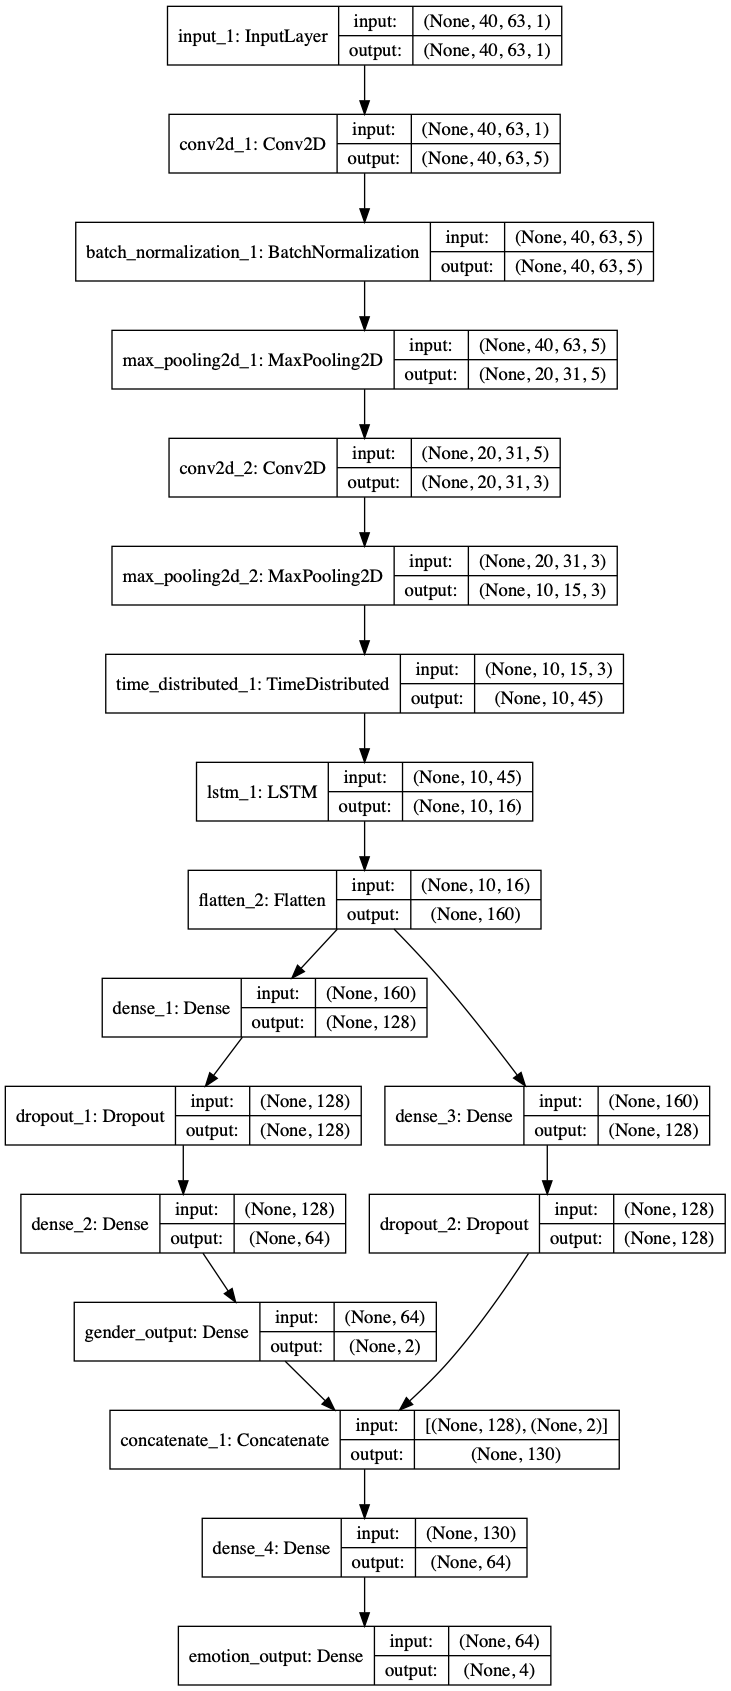 input_1: InputLayer
input: (None, 40, 63, 1)
output: (None, 40, 63, 1)
conv2d_1: Conv2D
input: (None, 40, 63, 1)
output: (None, 40, 63, 5)
batch_normalization_1: BatchNormalization
input: (None, 40, 63, 5)
output: (None, 40, 63, 5)
max_pooling2d_1: MaxPooling2D
input: (None, 40, 63, 5)
output: (None, 20, 31, 5)
conv2d_2: Conv2D
input: (None, 20, 31, 5)
output: (None, 20, 31, 3)
max_pooling2d_2: MaxPooling2D
input: (None, 20, 31, 3)
output: (None, 10, 15, 3)
time_distributed_1: TimeDistributed
input: (None, 10, 15, 3)
output: (None, 10, 45)
lstm_1: LSTM
input: (None, 10, 45)
output: (None, 10, 16)
flatten_2: Flatten
input: (None, 10, 16)
output: (None, 160)
dense_1: Dense
input: (None, 160)
output: (None, 128)
dropout_1: Dropout
input: (None, 128)
output: (None, 128)
dense_3: Dense
input: (None, 160)
output: (None, 128)
dense_2: Dense
input: (None, 128)
output: (None, 64)
dropout_2: Dropout
input: (None, 128)
output: (None, 128)
gender_output: Dense
input: (None, 64)
output: (None, 2)
concatenate_1: Concatenate
input: [(None, 128), (None, 2)]
output: (None, 130)
dense_4: Dense
input: (None, 130)
output: (None, 64)
emotion_output: Dense
input: (None, 64)
output: (None, 4)